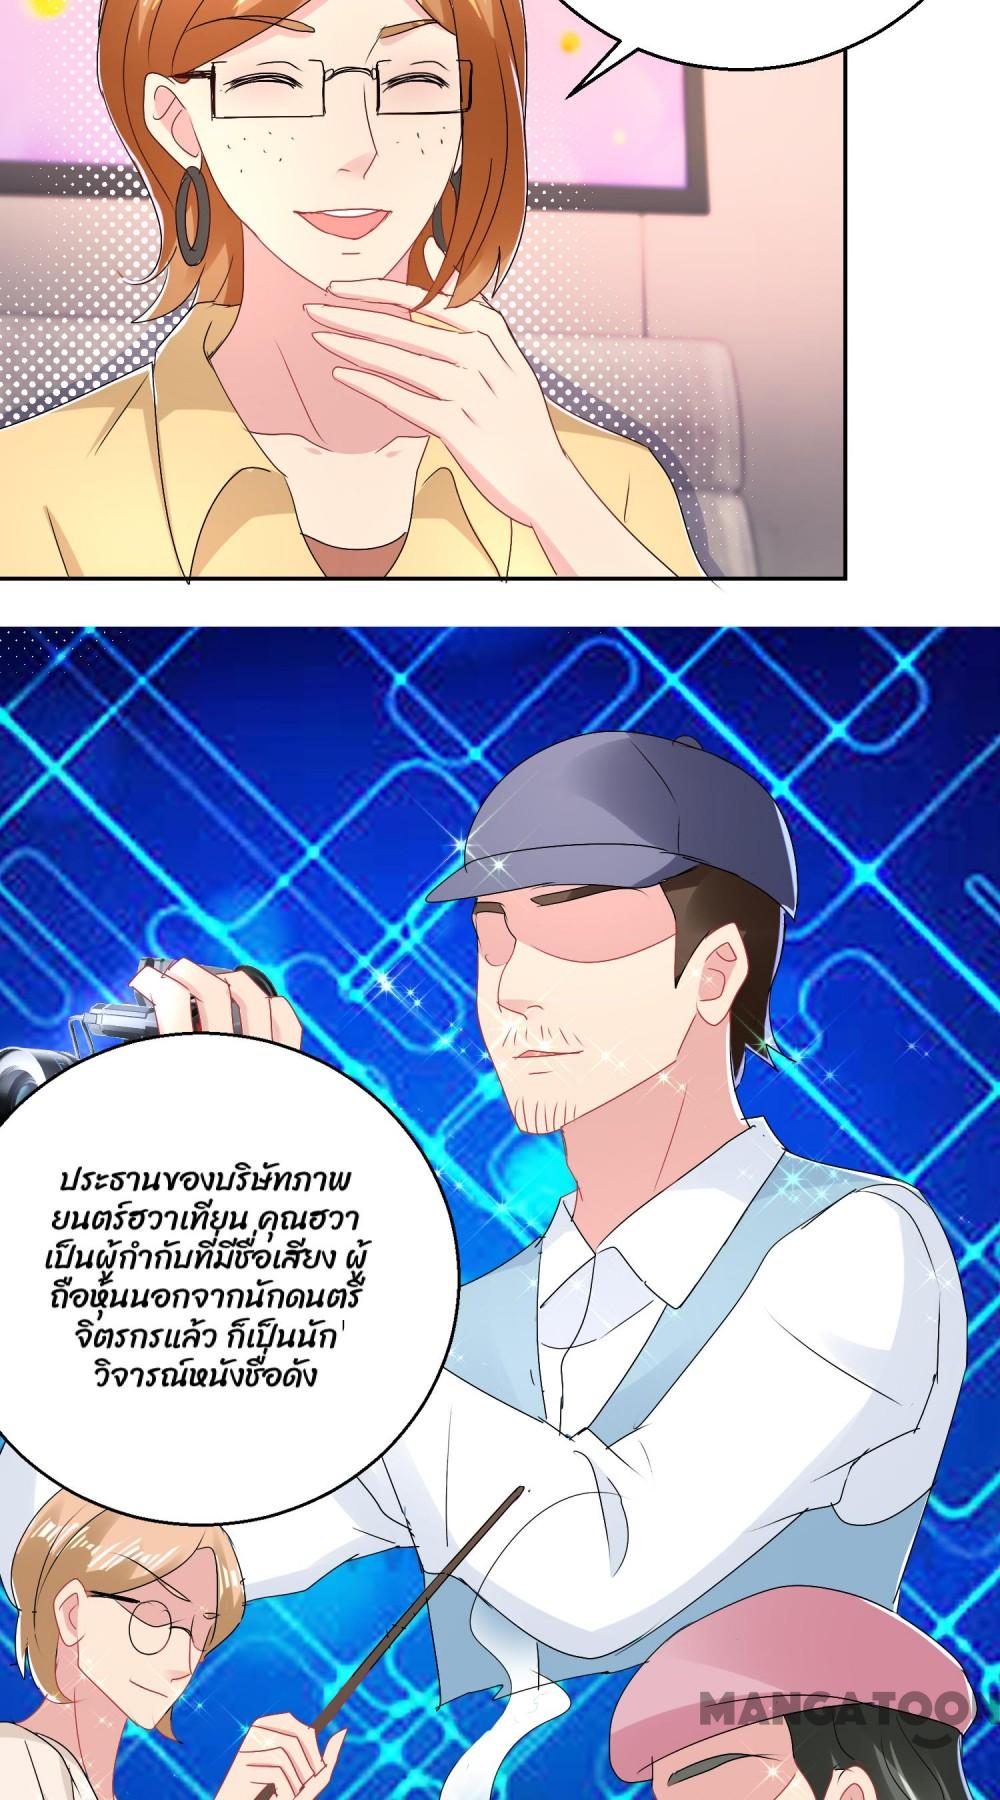 ประธานของบริษัทภาพ
ยนตร์ฮวาเทียน คุณฮวา
เป็นผู้กำกับที่มีชื่อเสียง ผู้
ถือหุ้นนอกจากนักดนตรี
จิตรกรแล้ว ก็เป็นนัก
วิจารณ์หนังชื่อดัง
MANGATOON